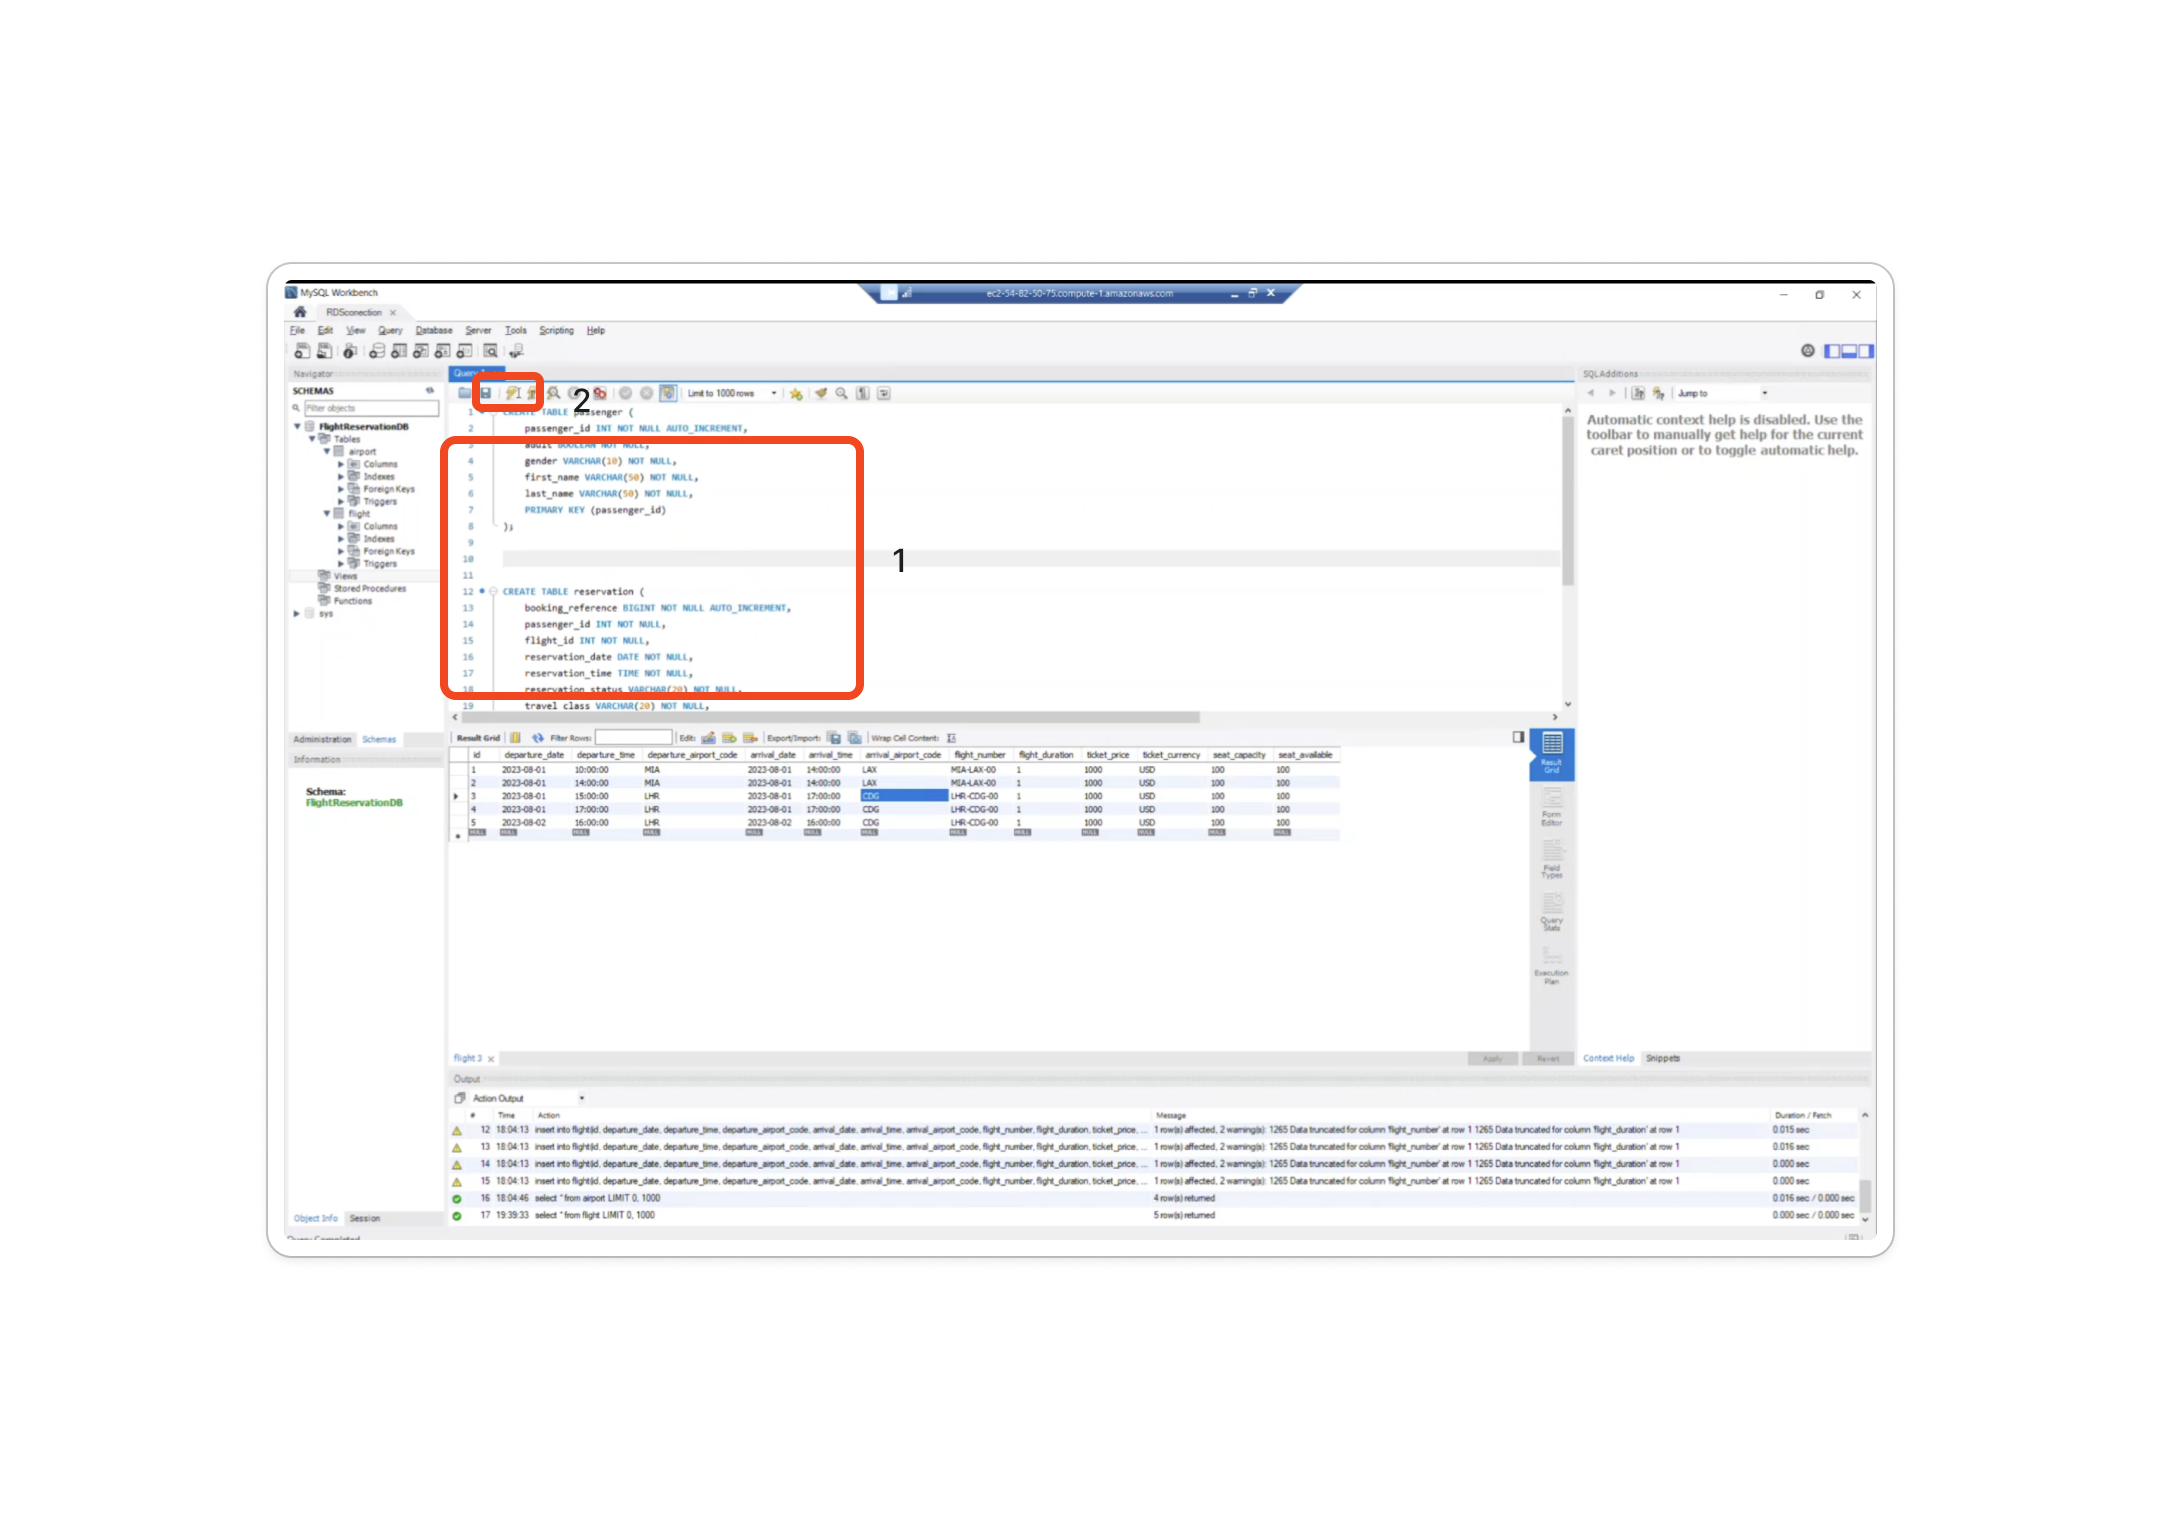 MySQL Workbench
ec2-54-82-50-75.compute-1.amazonaws.com
RDSconection
File Edit View Query Database Server Tools Scripting Help
Navigator
SCHEMAS
Filter objects
FlightReservationDB
Tables
airport
Columns
Indexes
Foreign Keys
Triggers
flight
Columns
Indexes
Foreign Keys
Triggers
Views
Stored Procedures
Functions
sys
Administration Schemas
Information
Schema:
FlightReservationDB
Object Info Session
Query Completed
Query
2
Limit to 1000 rows
1 CREATE TABLE passenger (
2 passenger_id INT NOT NULL AUTO_INCREMENT,
3 adult BOOLEAN NOT NULL,
4 gender VARCHAR(10) NOT NULL,
5 first_name VARCHAR(50) NOT NULL,
6 last_name VARCHAR(50) NOT NULL,
7 PRIMARY KEY (passenger_id)
8 );
9
10
11
12 CREATE TABLE reservation (
13 booking_reference BIGINT NOT NULL AUTO_INCREMENT,
14 passenger_id INT NOT NULL,
15 flight_id INT NOT NULL,
16 reservation_date DATE NOT NULL,
17 reservation_time TIME NOT NULL,
18 reservation_status VARCHAR(20) NOT NULL,
19 travel_class VARCHAR(20) NOT NULL,
1
Result Grid Filter Rows: Edit: Export/Import: Wrap Cell Content:
id departure_date departure_time departure_airport_code arrival_date arrival_time arrival_airport_code flight_number flight_duration ticket_price ticket_currency seat_capacity seat_available
1 2023-08-01 10:00:00 MIA 2023-08-01 14:00:00 LAX MIA-LAX-00 1 1000 USD 100 100
2 2023-08-01 14:00:00 MIA 2023-08-01 14:00:00 LAX MIA-LAX-00 1 1000 USD 100 100
3 2023-08-01 15:00:00 LHR 2023-08-01 17:00:00 CDG LHR-CDG-00 1 1000 USD 100 100
4 2023-08-01 17:00:00 LHR 2023-08-01 17:00:00 CDG LHR-CDG-00 1 1000 USD 100 100
5 2023-08-02 16:00:00 LHR 2023-08-02 16:00:00 CDG LHR-CDG-00 1 1000 USD 100 100
NULL NULL NULL NULL NULL NULL NULL NULL NULL NULL NULL NULL NULL
Result
Grid
Form
Editor
Field
Types
Query
Stats
Execution
Plan
flight 3
Apply Revert
SQLAdditions
Jump to
Automatic context help is disabled. Use the
toolbar to manually get help for the current
caret position or to toggle automatic help.
Context Help Snippets
Output
Action Output
# Time Action Message Duration / Fetch
12 18:04:13 insert into flight(id, departure_date, departure_time, departure_airport_code, arrival_date, arrival_time, arrival_airport_code, flight_number, flight_duration, ticket_price, ... 1 row(s) affected, 2 warning(s): 1265 Data truncated for column 'flight_number' at row 1 1265 Data truncated for column 'flight_duration' at row 1 0.015 sec
13 18:04:13 insert into flight(id, departure_date, departure_time, departure_airport_code, arrival_date, arrival_time, arrival_airport_code, flight_number, flight_duration, ticket_price, ... 1 row(s) affected, 2 warning(s): 1265 Data truncated for column 'flight_number' at row 1 1265 Data truncated for column 'flight_duration' at row 1 0.016 sec
14 18:04:13 insert into flight(id, departure_date, departure_time, departure_airport_code, arrival_date, arrival_time, arrival_airport_code, flight_number, flight_duration, ticket_price, ... 1 row(s) affected, 2 warning(s): 1265 Data truncated for column 'flight_number' at row 1 1265 Data truncated for column 'flight_duration' at row 1 0.000 sec
15 18:04:13 insert into flight(id, departure_date, departure_time, departure_airport_code, arrival_date, arrival_time, arrival_airport_code, flight_number, flight_duration, ticket_price, ... 1 row(s) affected, 2 warning(s): 1265 Data truncated for column 'flight_number' at row 1 1265 Data truncated for column 'flight_duration' at row 1 0.000 sec
16 18:04:46 select * from airport LIMIT 0, 1000 4 row(s) returned 0.016 sec / 0.000 sec
17 19:39:33 select * from flight LIMIT 0, 1000 5 row(s) returned 0.000 sec / 0.000 sec